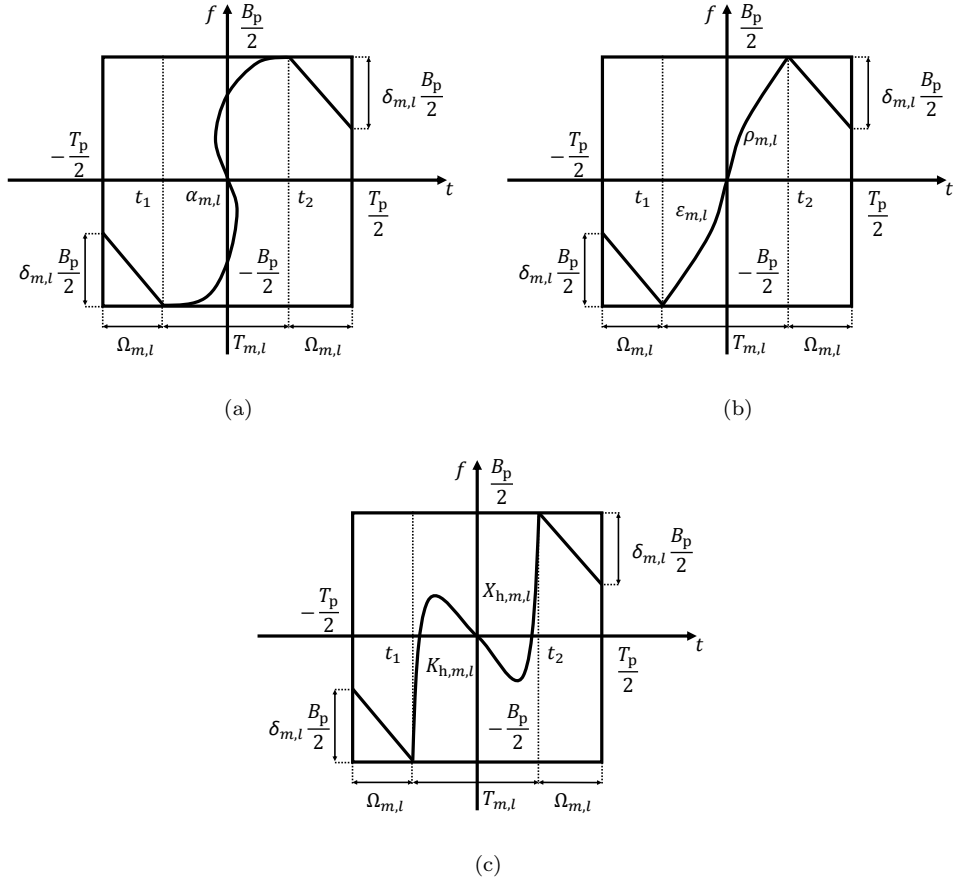 f B_p/2 f B_p/2
δ_{m,l} B_p/2 δ_{m,l} B_p/2
-T_p/2 -T_p/2
t_1 α_{m,l} t_2 t t_1 ε_{m,l} ρ_{m,l} t_2 t
T_p/2 T_p/2
δ_{m,l} B_p/2 -B_p/2 δ_{m,l} B_p/2 -B_p/2
Ω_{m,l} T_{m,l} Ω_{m,l} Ω_{m,l} T_{m,l} Ω_{m,l}
(a) (b)
f B_p/2
δ_{m,l} B_p/2
-T_p/2 X_{h,m,l}
t_1 K_{h,m,l} t_2 t
T_p/2
δ_{m,l} B_p/2 -B_p/2
Ω_{m,l} T_{m,l} Ω_{m,l}
(c)